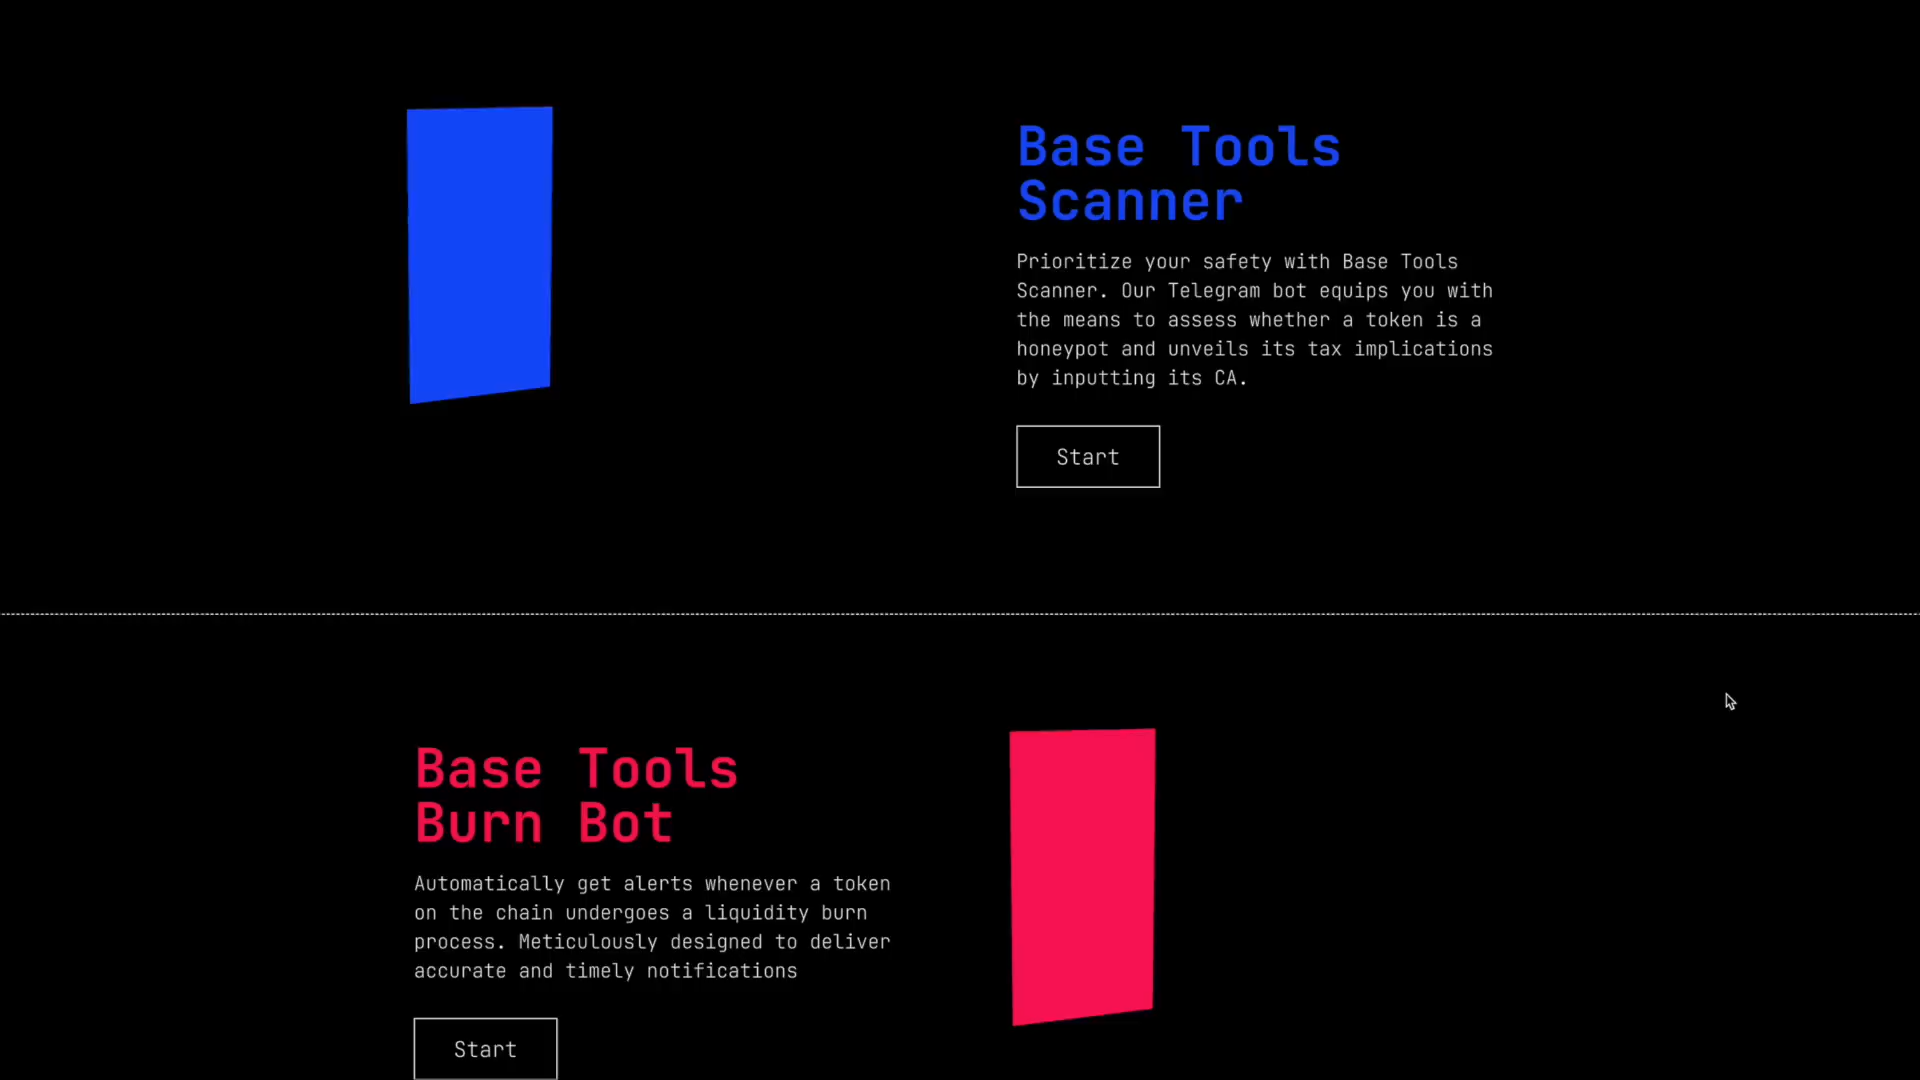 Base Tools
Scanner
Prioritize your safety with Base Tools
Scanner. Our Telegram bot equips you with
the means to assess whether a token is a
honeypot and unveils its tax implications
by inputting its CA.
Start
Base Tools
Burn Bot
Automatically get alerts whenever a token
on the chain undergoes a liquidity burn
process. Meticulously designed to deliver
accurate and timely notifications
Start